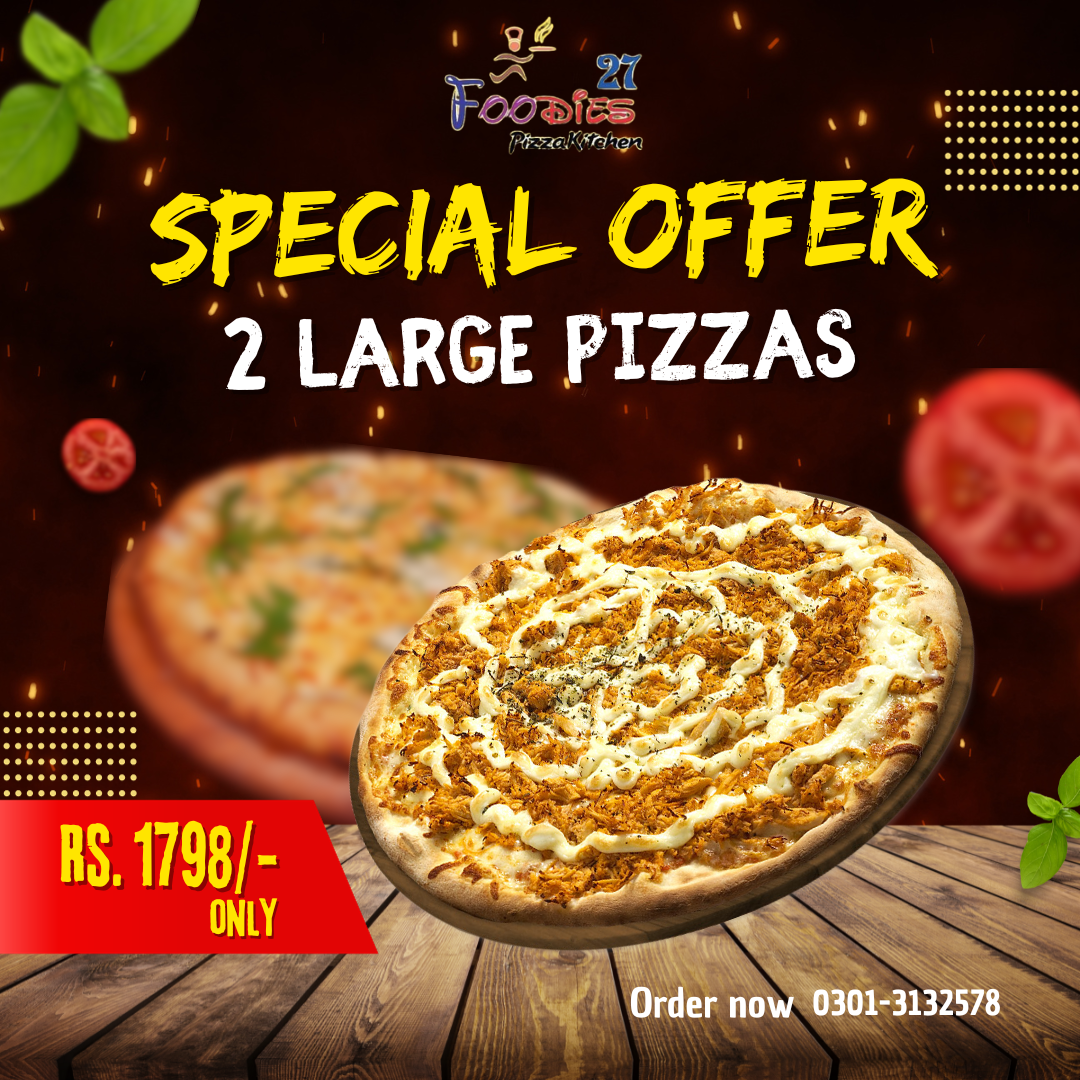 27
FOODIES
PizzaKitchen
SPECIAL OFFER
2 LARGE PIZZAS
RS. 1798/-
ONLY
Order now 0301-3132578